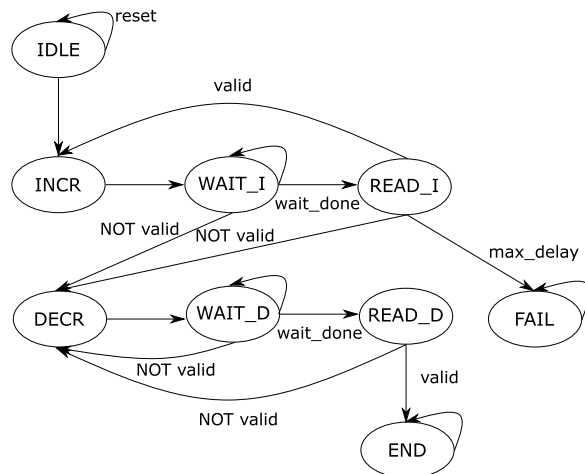 reset
IDLE
valid
INCR
WAIT_I
READ_I
wait_done
NOT valid
NOT valid
max_delay
DECR
WAIT_D
READ_D
FAIL
wait_done
NOT valid
valid
NOT valid
END